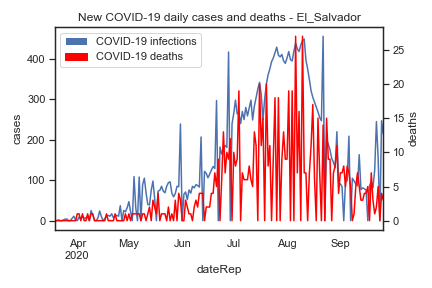 New COVID-19 daily cases and deaths - El_Salvador
COVID-19 infections
COVID-19 deaths
cases
400
300
200
100
0
deaths
25
20
15
10
5
0
Apr
2020
May
Jun
Jul
Aug
Sep
dateRep